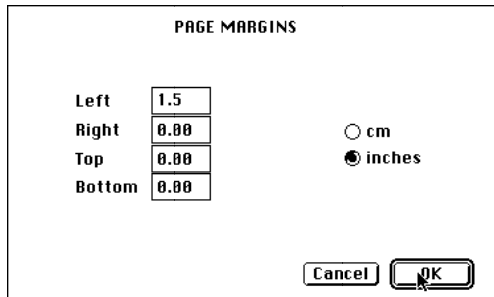 PAGE MARGINS
Left 1.5
Right 0.00
Top 0.00
Bottom 0.00
cm
inches
Cancel OK